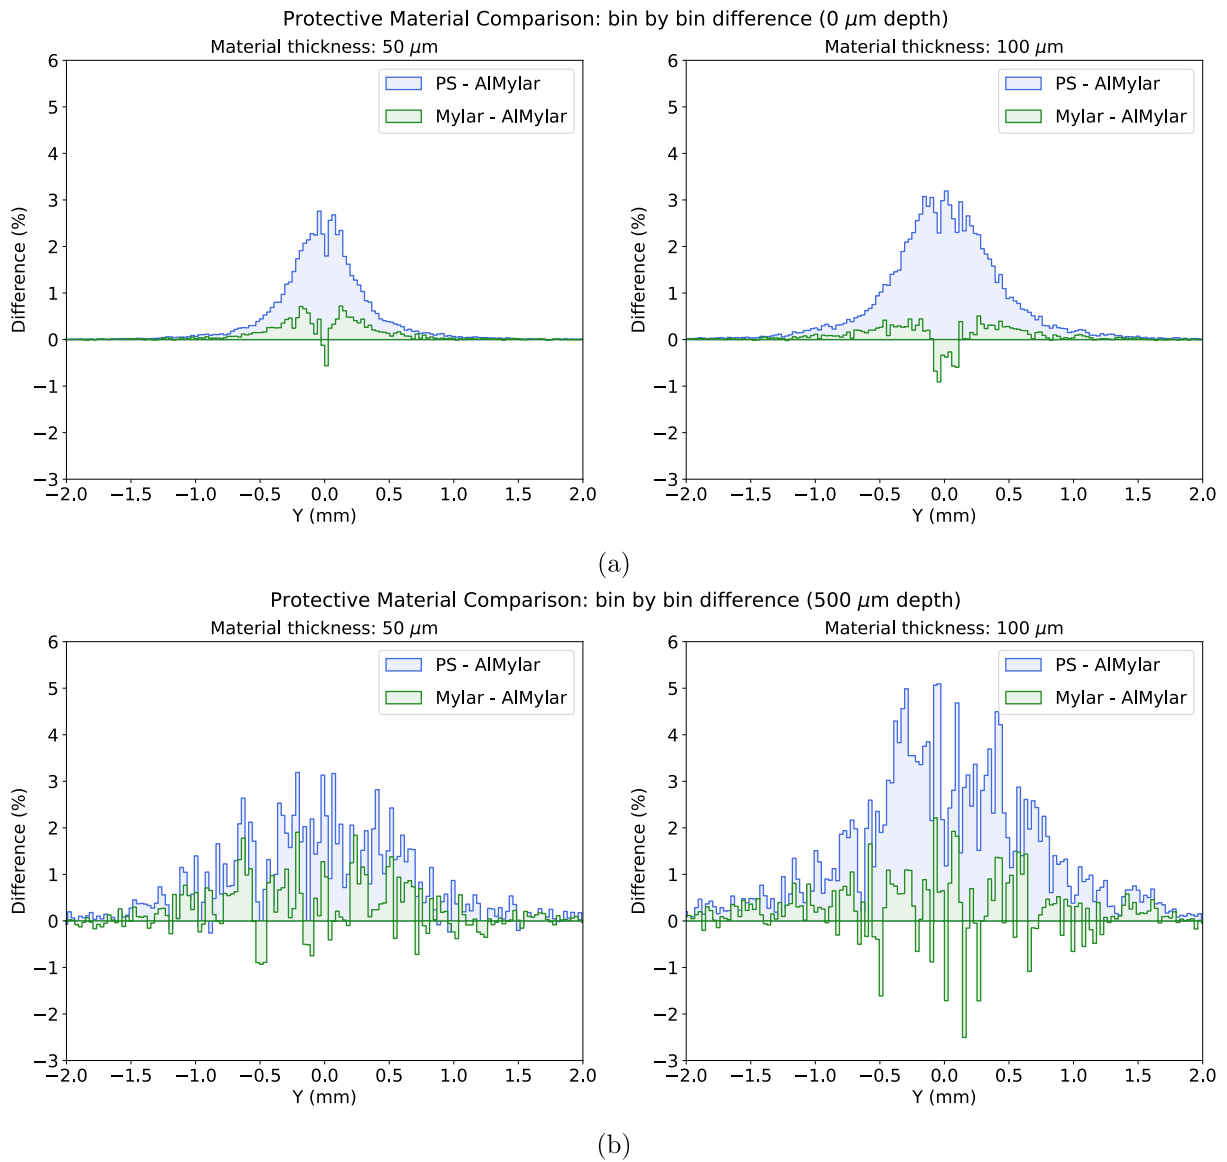 Protective Material Comparison: bin by bin difference (0 μm depth)
Material thickness: 50 μm
6
5
4
3
2
1
0
−1
−2
−3
Difference (%)
PS - AlMylar
Mylar - AlMylar
−2.0 −1.5 −1.0 −0.5 0.0 0.5 1.0 1.5 2.0
Y (mm)
Material thickness: 100 μm
6
5
4
3
2
1
0
−1
−2
−3
Difference (%)
PS - AlMylar
Mylar - AlMylar
−2.0 −1.5 −1.0 −0.5 0.0 0.5 1.0 1.5 2.0
Y (mm)
(a)
Protective Material Comparison: bin by bin difference (500 μm depth)
Material thickness: 50 μm
6
5
4
3
2
1
0
−1
−2
−3
Difference (%)
PS - AlMylar
Mylar - AlMylar
−2.0 −1.5 −1.0 −0.5 0.0 0.5 1.0 1.5 2.0
Y (mm)
Material thickness: 100 μm
6
5
4
3
2
1
0
−1
−2
−3
Difference (%)
PS - AlMylar
Mylar - AlMylar
−2.0 −1.5 −1.0 −0.5 0.0 0.5 1.0 1.5 2.0
Y (mm)
(b)